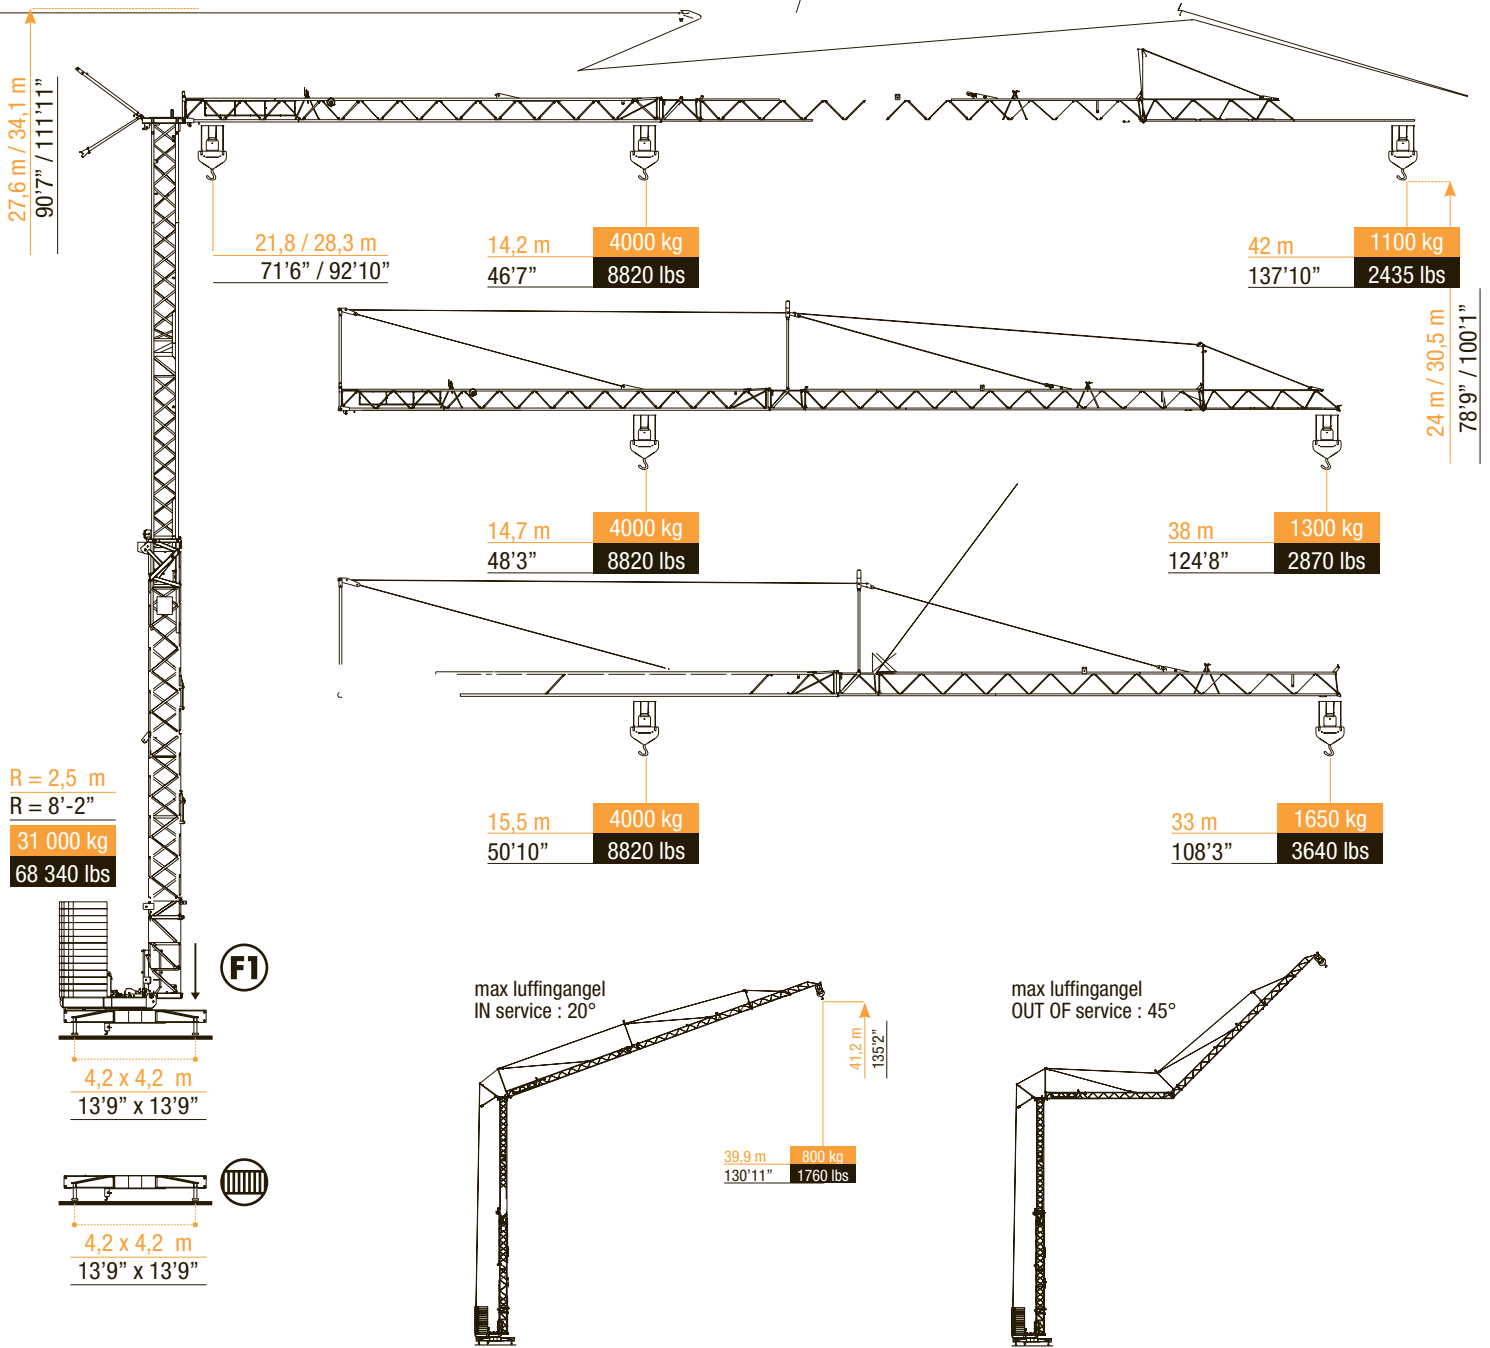 27,6 m / 34,1 m
90’7” / 111’11”
21,8 / 28,3 m
71’6” / 92’10”
14,2 m
4000 kg
46’7”
8820 lbs
42 m
1100 kg
137’10”
2435 lbs
24 m / 30,5 m
78’9” / 100’1”
14,7 m
4000 kg
48’3”
8820 lbs
38 m
1300 kg
124’8”
2870 lbs
15,5 m
4000 kg
50’10”
8820 lbs
33 m
1650 kg
108’3”
3640 lbs
R = 2,5 m
R = 8’-2”
31 000 kg
68 340 lbs
F1
4,2 x 4,2 m
13’9” x 13’9”
4,2 x 4,2 m
13’9” x 13’9”
max luffingangel
IN service : 20°
41,2 m
135’2”
39,9 m
800 kg
130’11”
1760 lbs
max luffingangel
OUT OF service : 45°